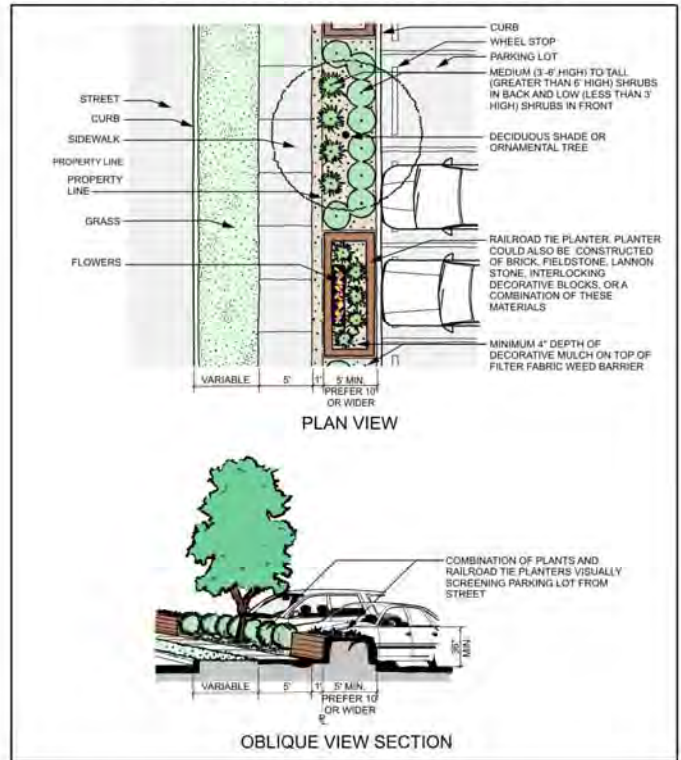 CURB
WHEEL STOP
PARKING LOT
MEDIUM (3'-6' HIGH) TO TALL
(GREATER THAN 6' HIGH) SHRUBS
IN BACK AND LOW (LESS THAN 3'
HIGH) SHRUBS IN FRONT
STREET
CURB
SIDEWALK
PROPERTY LINE
PROPERTY
LINE
GRASS
FLOWERS
DECIDUOUS SHADE OR
ORNAMENTAL TREE
RAILROAD TIE PLANTER. PLANTER
COULD ALSO BE CONSTRUCTED
OF BRICK, FIELDSTONE, LANNON
STONE, INTERLOCKING
DECORATIVE BLOCKS, OR A
COMBINATION OF THESE
MATERIALS
MINIMUM 4" DEPTH OF
DECORATIVE MULCH ON TOP OF
FILTER FABRIC WEED BARRIER
VARIABLE 5' 1' 5' MIN.
PREFER 10'
OR WIDER
PLAN VIEW
COMBINATION OF PLANTS AND
RAILROAD TIE PLANTERS VISUALLY
SCREENING PARKING LOT FROM
STREET
36"
MIN.
VARIABLE 5' 1' 5' MIN.
PREFER 10'
OR WIDER
OBLIQUE VIEW SECTION